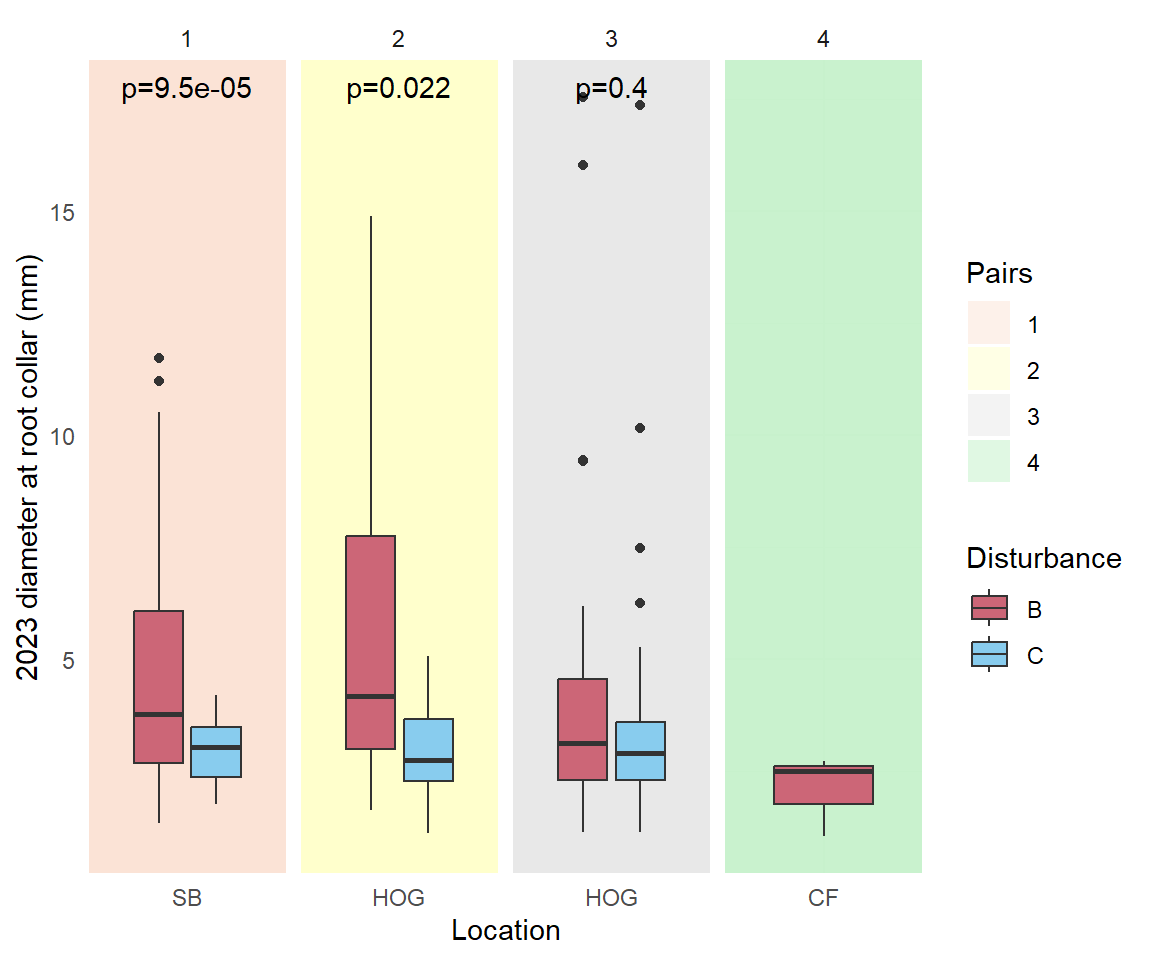 1 2 3 4
p=9.5e-05 p=0.022 p=0.4
15
10
5
2023 diameter at root collar (mm)
SB HOG HOG CF
Location
Pairs
1
2
3
4
Disturbance
B
C